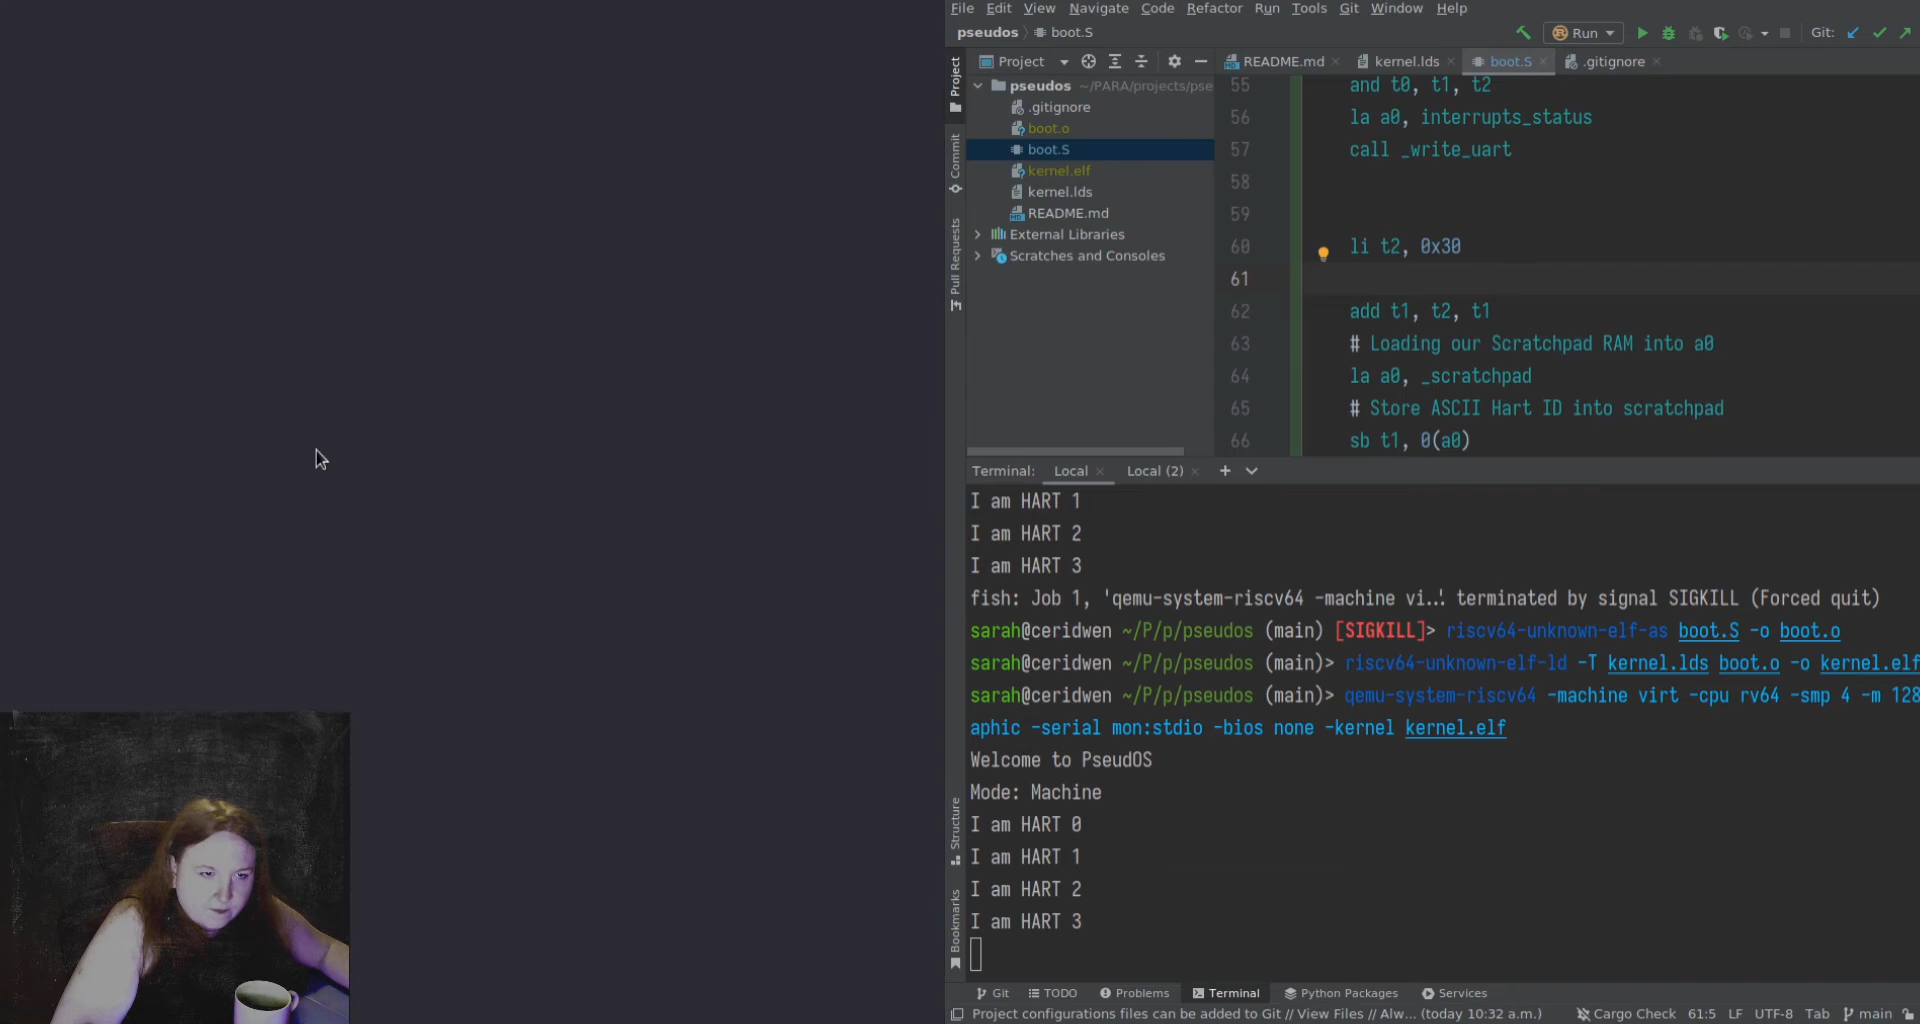 File Edit View Navigate Code Refactor Run Tools Git Window Help
pseudos boot.S Run Git:
Project README.md kernel.lds boot.S .gitignore
pseudos ~/PARA/projects/pse
.gitignore
boot.o
boot.S
kernel.elf
kernel.lds
README.md
External Libraries
Scratches and Consoles
Project
Commit
Pull Requests
55 and t0, t1, t2
56 la a0, interrupts_status
57 call _write_uart
58
59
60 li t2, 0x30
61
62 add t1, t2, t1
63 # Loading our Scratchpad RAM into a0
64 la a0, _scratchpad
65 # Store ASCII Hart ID into scratchpad
66 sb t1, 0(a0)
Terminal: Local Local (2)
I am HART 1
I am HART 2
I am HART 3
fish: Job 1, 'qemu-system-riscv64 -machine vi…' terminated by signal SIGKILL (Forced quit)
sarah@ceridwen ~/P/p/pseudos (main) [SIGKILL]> riscv64-unknown-elf-as boot.S -o boot.o
sarah@ceridwen ~/P/p/pseudos (main)> riscv64-unknown-elf-ld -T kernel.lds boot.o -o kernel.elf
sarah@ceridwen ~/P/p/pseudos (main)> qemu-system-riscv64 -machine virt -cpu rv64 -smp 4 -m 128
aphic -serial mon:stdio -bios none -kernel kernel.elf
Welcome to PseudOS
Mode: Machine
I am HART 0
I am HART 1
I am HART 2
I am HART 3
Structure
Bookmarks
Git TODO Problems Terminal Python Packages Services
Project configurations files can be added to Git // View Files // Alw... (today 10:32 a.m.) Cargo Check 61:5 LF UTF-8 Tab main